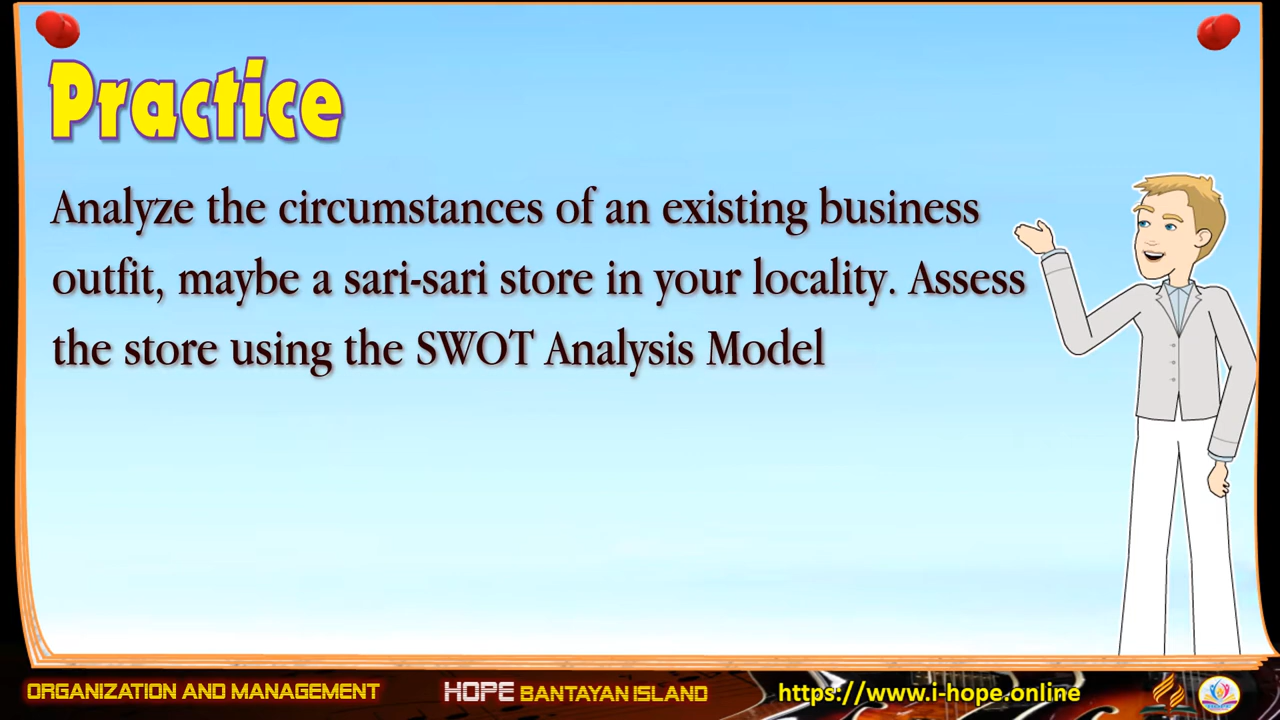 Practice
Analyze the circumstances of an existing business
outfit, maybe a sari-sari store in your locality. Assess
the store using the SWOT Analysis Model
ORGANIZATION AND MANAGEMENT
HOPE BANTAYAN ISLAND
https://www.i-hope.online